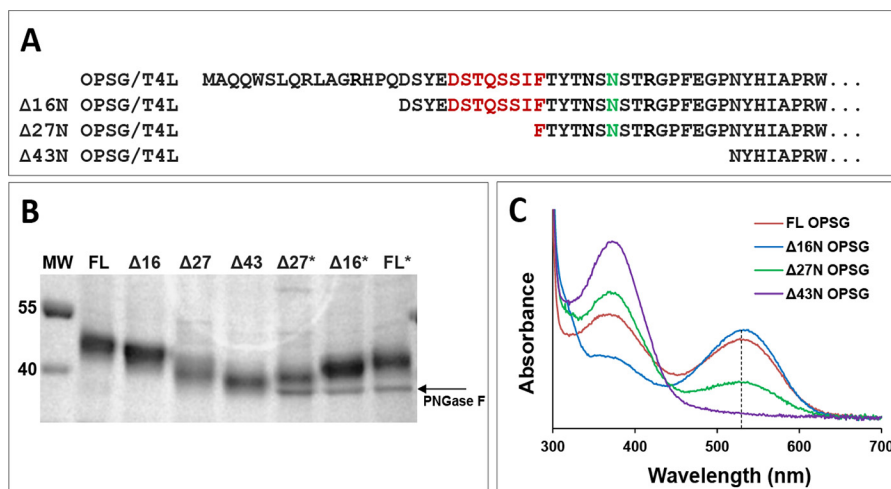 A
OPSG/T4L MAQQWSLQRLAGRHPQDSYEDSTQSSIFTYTNSNSTRGPFEGPNYHIAPRW...
Δ16N OPSG/T4L DSYEDSTQSSIFTYTNSNSTRGPFEGPNYHIAPRW...
Δ27N OPSG/T4L FTYTNSNSTRGPFEGPNYHIAPRW...
Δ43N OPSG/T4L NYHIAPRW...
B
MW FL Δ16 Δ27 Δ43 Δ27* Δ16* FL*
55
40
PNGase F
C
FL OPSG
Δ16N OPSG
Δ27N OPSG
Δ43N OPSG
Absorbance
300 400 500 600 700
Wavelength (nm)